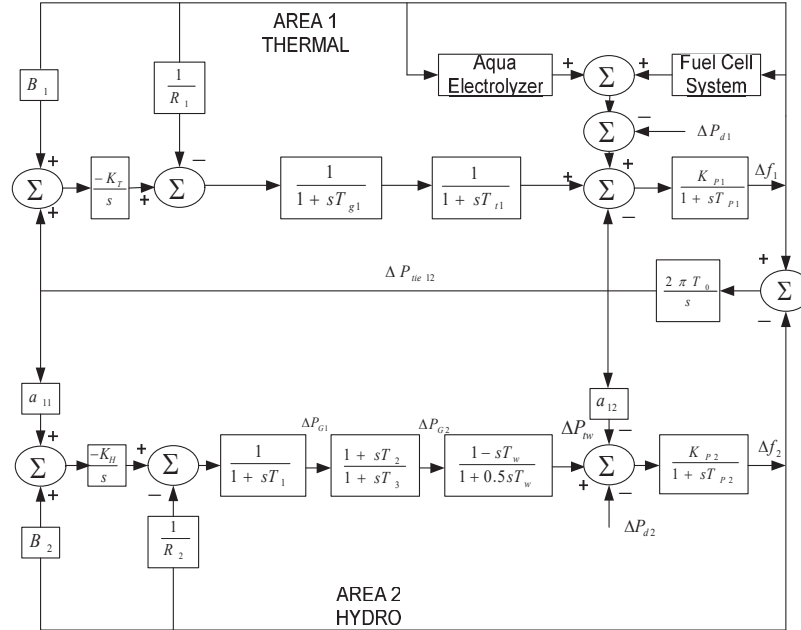 AREA 1
THERMAL
Aqua
Electrolyzer
+
Σ
+
Fuel Cell
System
B 1
1
R 1
−
Σ
Δ P d1
+
−
+
+
Σ
+
− K T
s
+
Σ
1
1 + sT g1
1
1 + sT t1
+
Σ
−
K P1
1 + sT P1
Δ f 1
+
Δ P tie 12
2 π T 0
s
Σ
−
a 11
a 12
+
Σ
+
−K H
s
+
Σ
−
ΔP G1
ΔP G2
1
1 + sT 1
1 + sT 2
1 + sT 3
1 − sT w
1 + 0.5sT w
ΔP tw
−
Σ
+
−
K P2
1 + sT P2
Δf 2
B 2
1
R 2
ΔP d2
AREA 2
HYDRO